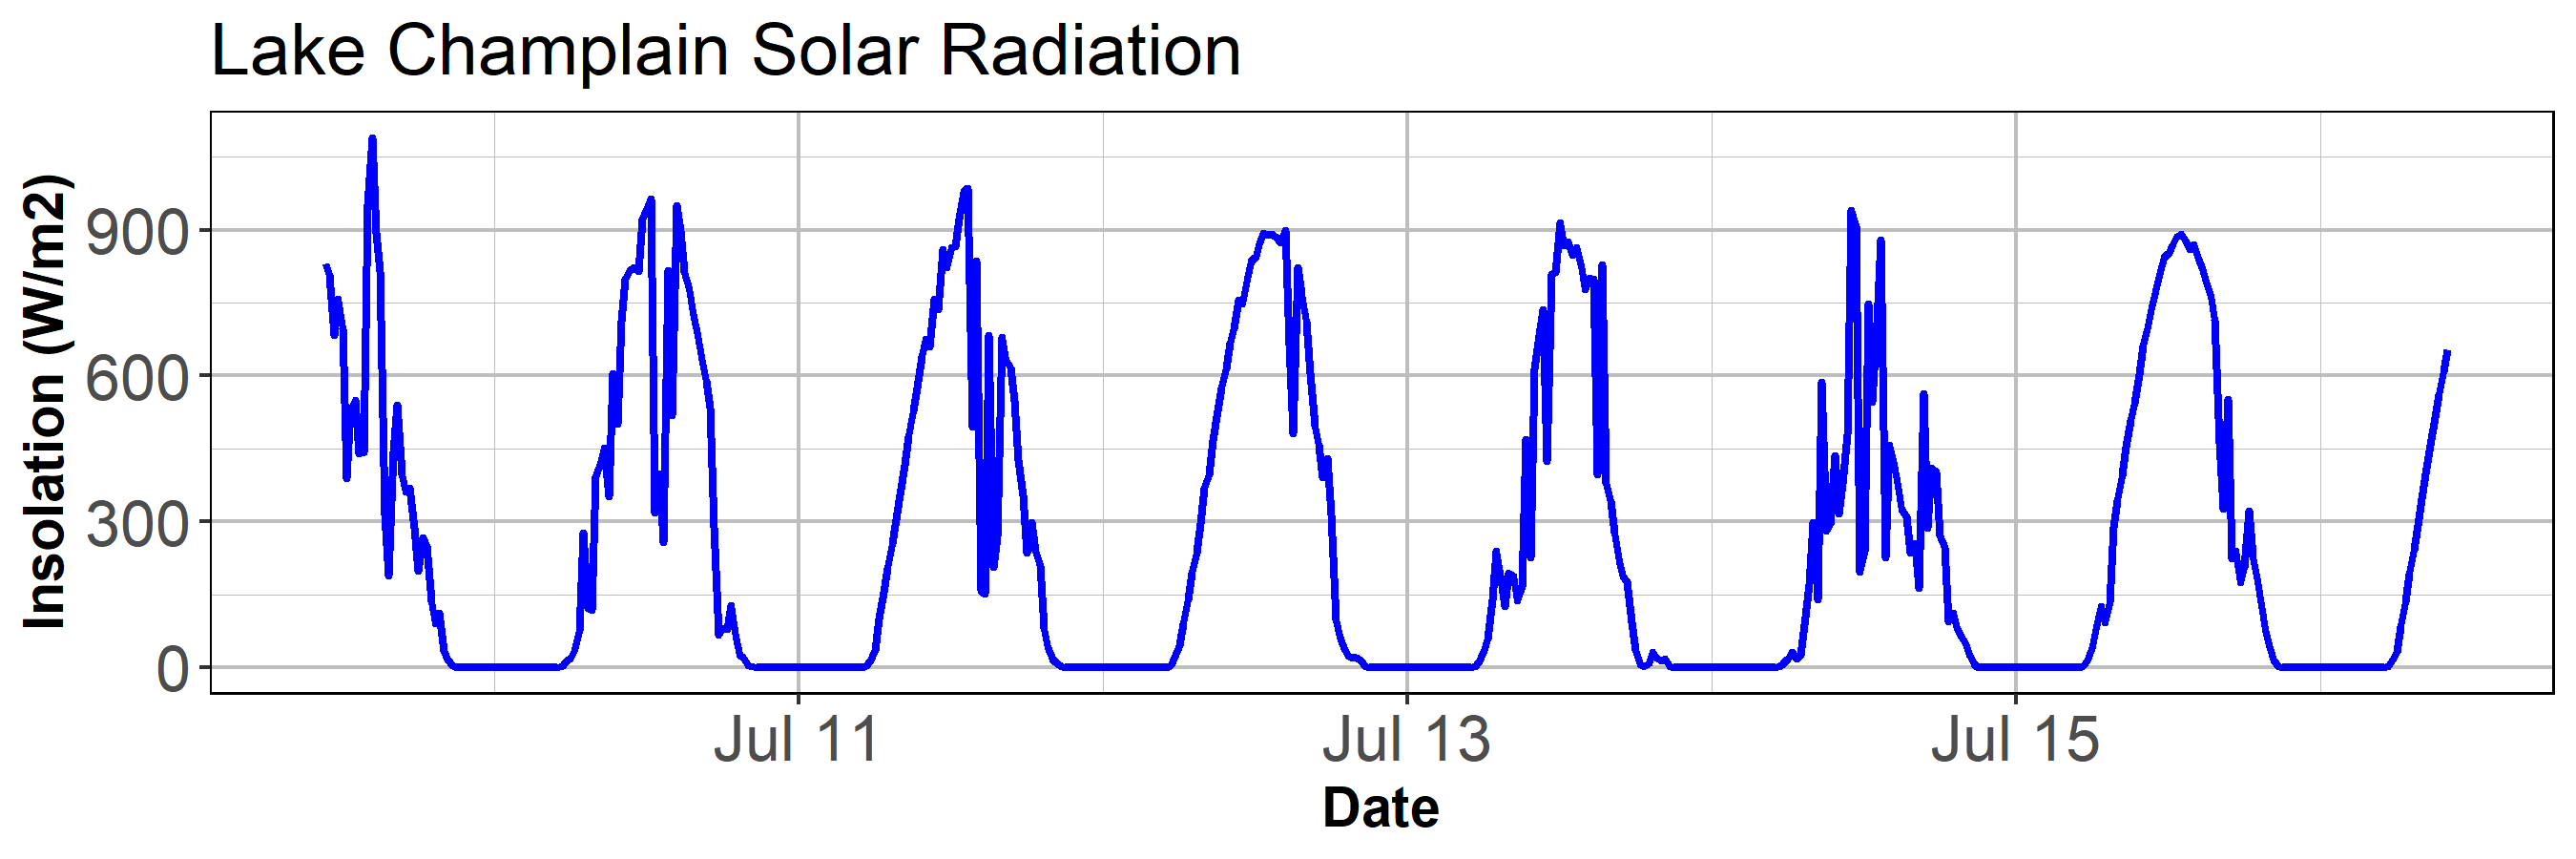 Lake Champlain Solar Radiation
Insolation (W/m2)
900
600
300
0
Jul 11
Jul 13
Jul 15
Date